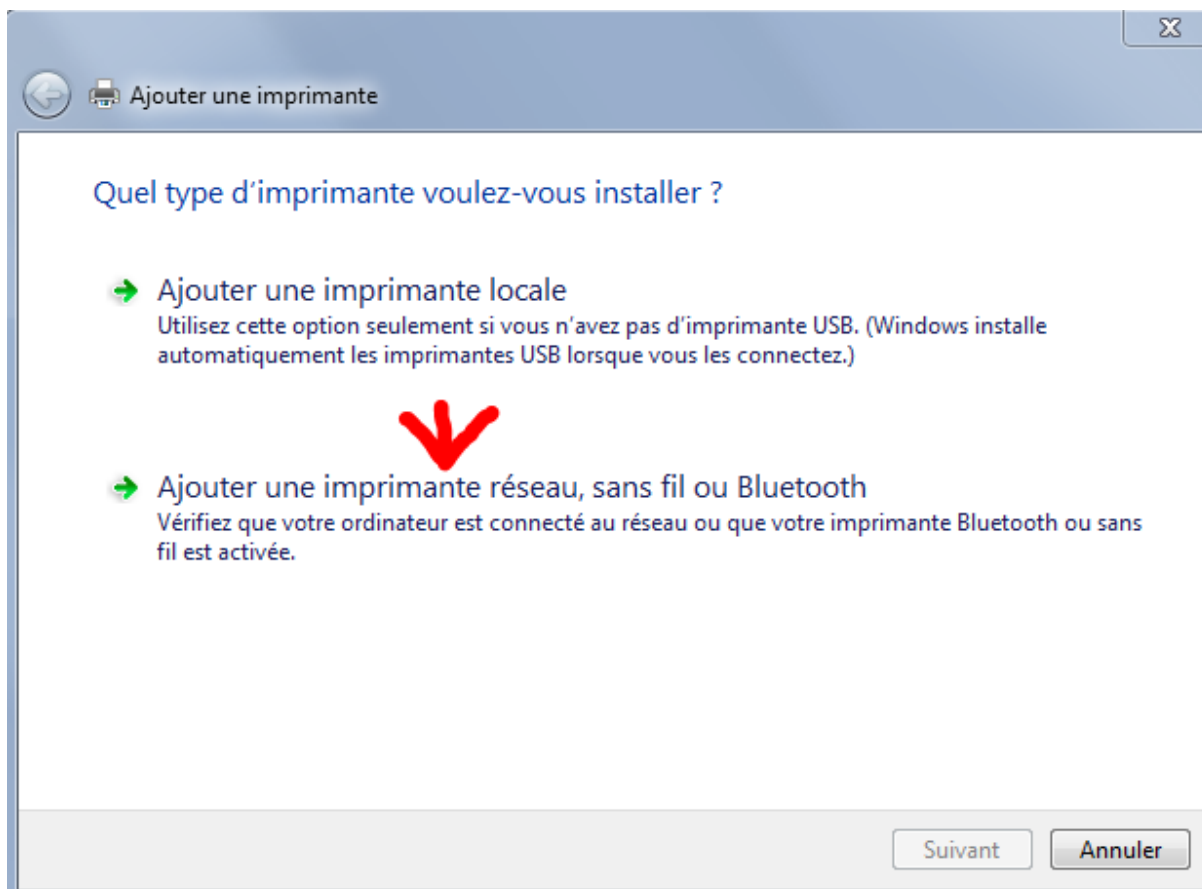 Ajouter une imprimante
Quel type d’imprimante voulez-vous installer ?
Ajouter une imprimante locale
Utilisez cette option seulement si vous n’avez pas d’imprimante USB. (Windows installe
automatiquement les imprimantes USB lorsque vous les connectez.)
Ajouter une imprimante réseau, sans fil ou Bluetooth
Vérifiez que votre ordinateur est connecté au réseau ou que votre imprimante Bluetooth ou sans
fil est activée.
Suivant
Annuler